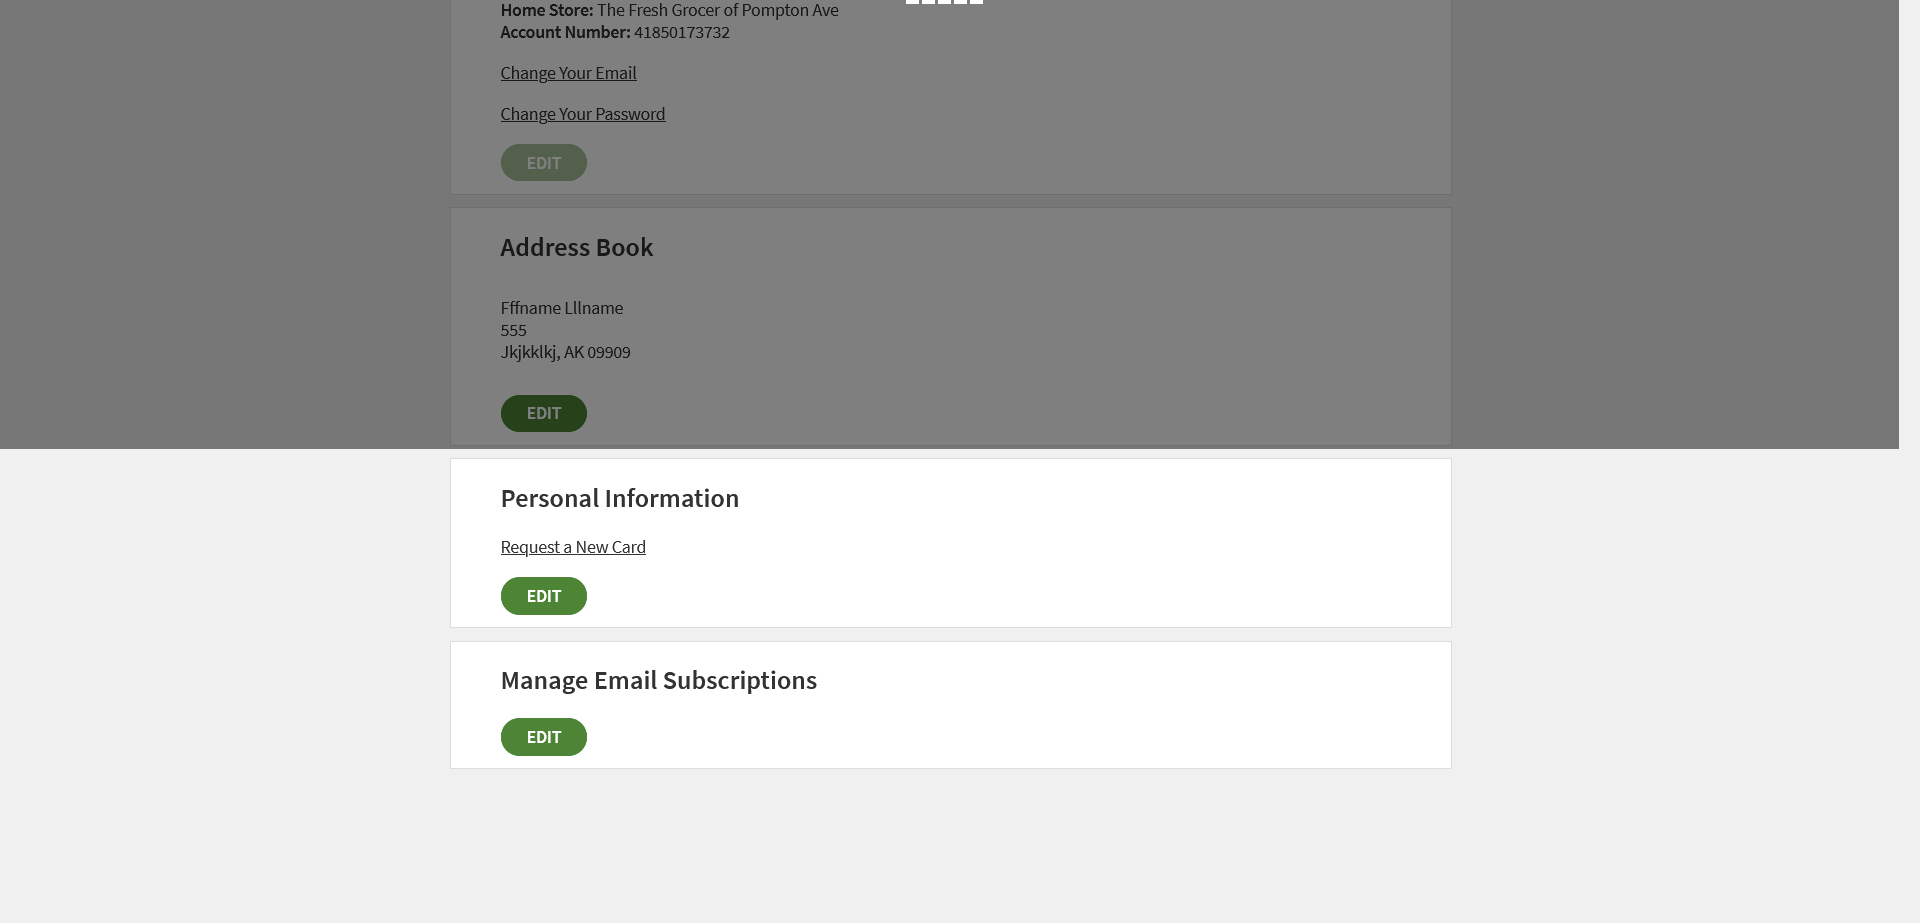 Home Store: The Fresh Grocer of Pompton Ave
Account Number: 41850173732
Change Your Email
Change Your Password
EDIT
Address Book
Fffname Lllname
555
Jkjkklkj, AK 09909
EDIT
Personal Information
Request a New Card
EDIT
Manage Email Subscriptions
EDIT